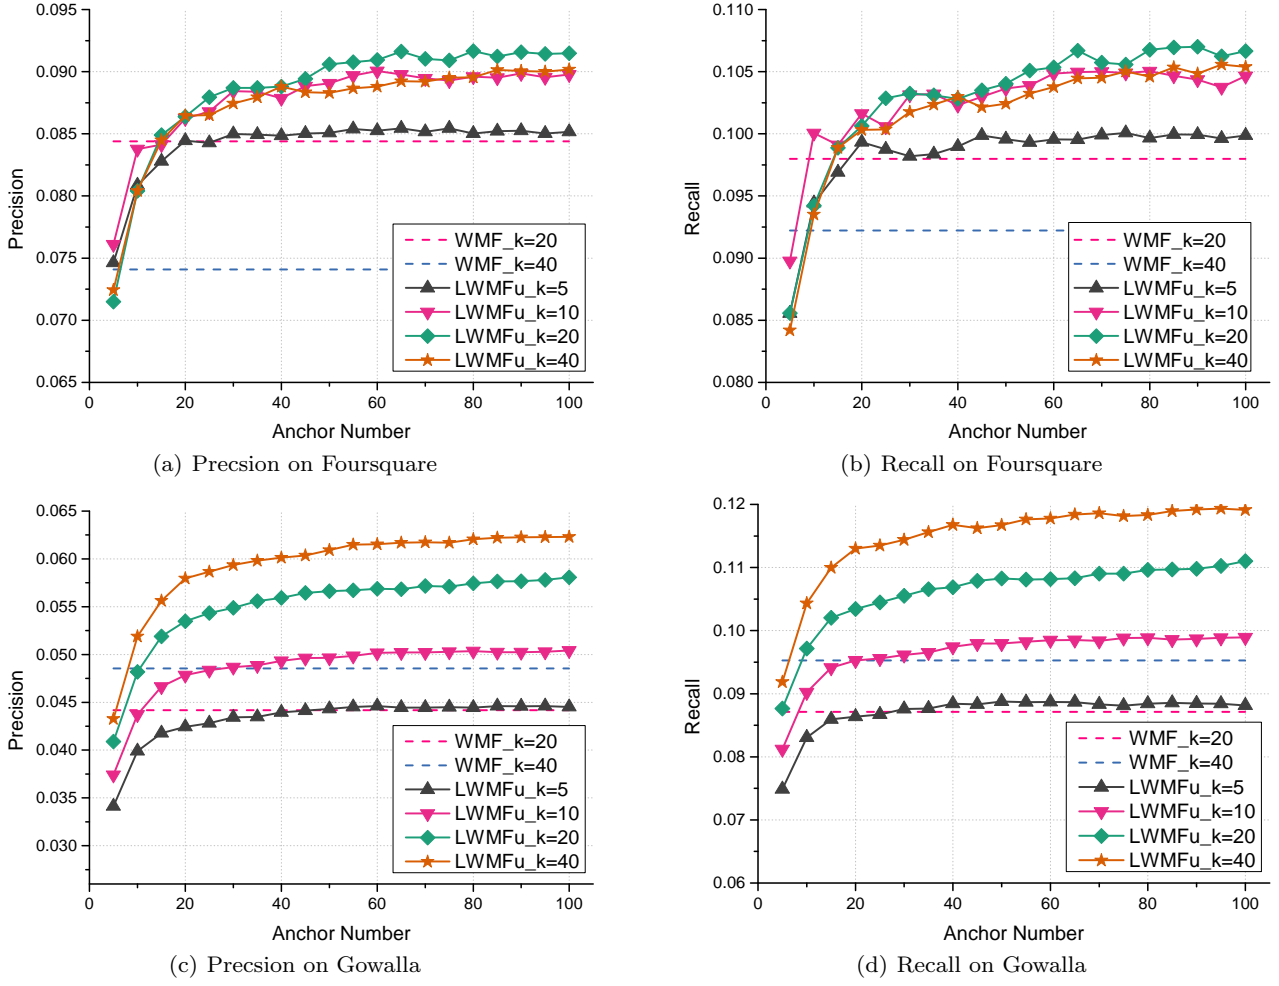 0.095
0.090
0.085
0.080
0.075
0.070
0.065
Precision
0
20
40
60
80
100
Anchor Number
WMF_k=20
WMF_k=40
LWMFu_k=5
LWMFu_k=10
LWMFu_k=20
LWMFu_k=40
(a) Precsion on Foursquare
0.110
0.105
0.100
0.095
0.090
0.085
0.080
Recall
0
20
40
60
80
100
Anchor Number
WMF_k=20
WMF_k=40
LWMFu_k=5
LWMFu_k=10
LWMFu_k=20
LWMFu_k=40
(b) Recall on Foursquare
0.065
0.060
0.055
0.050
0.045
0.040
0.035
0.030
Precision
0
20
40
60
80
100
Anchor Number
WMF_k=20
WMF_k=40
LWMFu_k=5
LWMFu_k=10
LWMFu_k=20
LWMFu_k=40
(c) Precsion on Gowalla
0.12
0.11
0.10
0.09
0.08
0.07
0.06
Recall
0
20
40
60
80
100
Anchor Number
WMF_k=20
WMF_k=40
LWMFu_k=5
LWMFu_k=10
LWMFu_k=20
LWMFu_k=40
(d) Recall on Gowalla